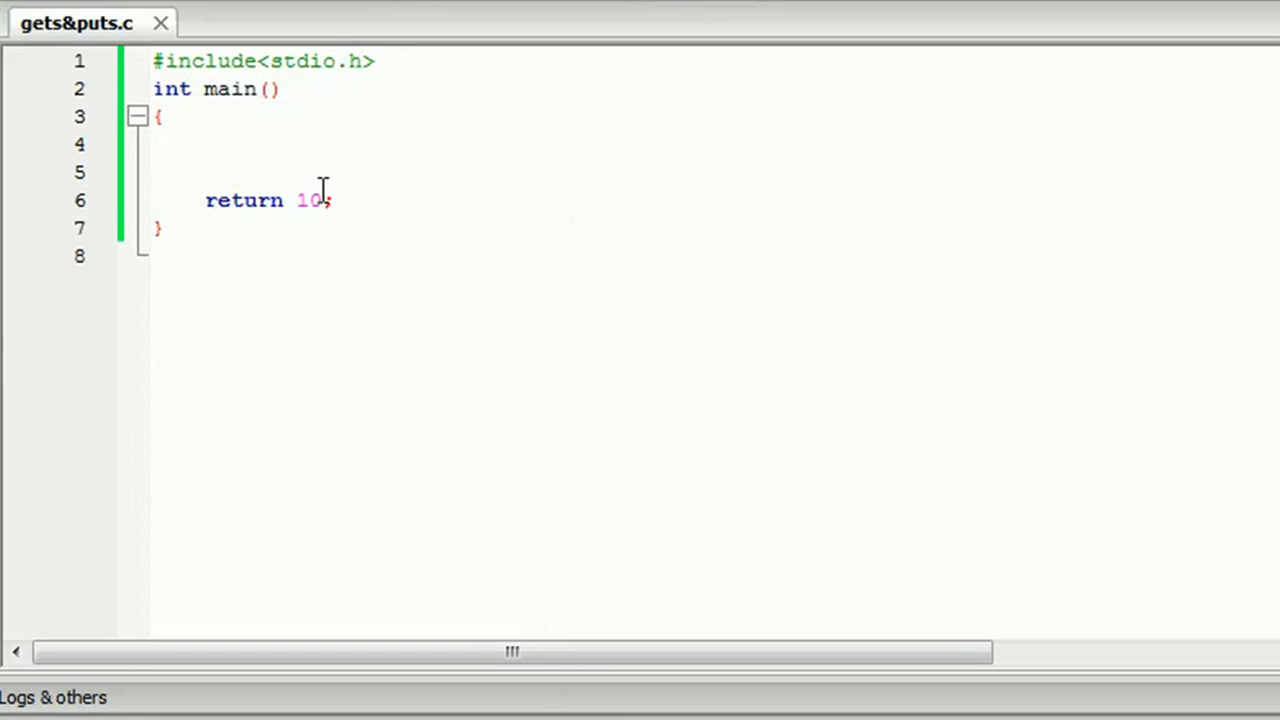 gets&puts.c
1 #include<stdio.h>
2 int main()
3 {
4
5
6 return 10;
7 }
8
Logs & others